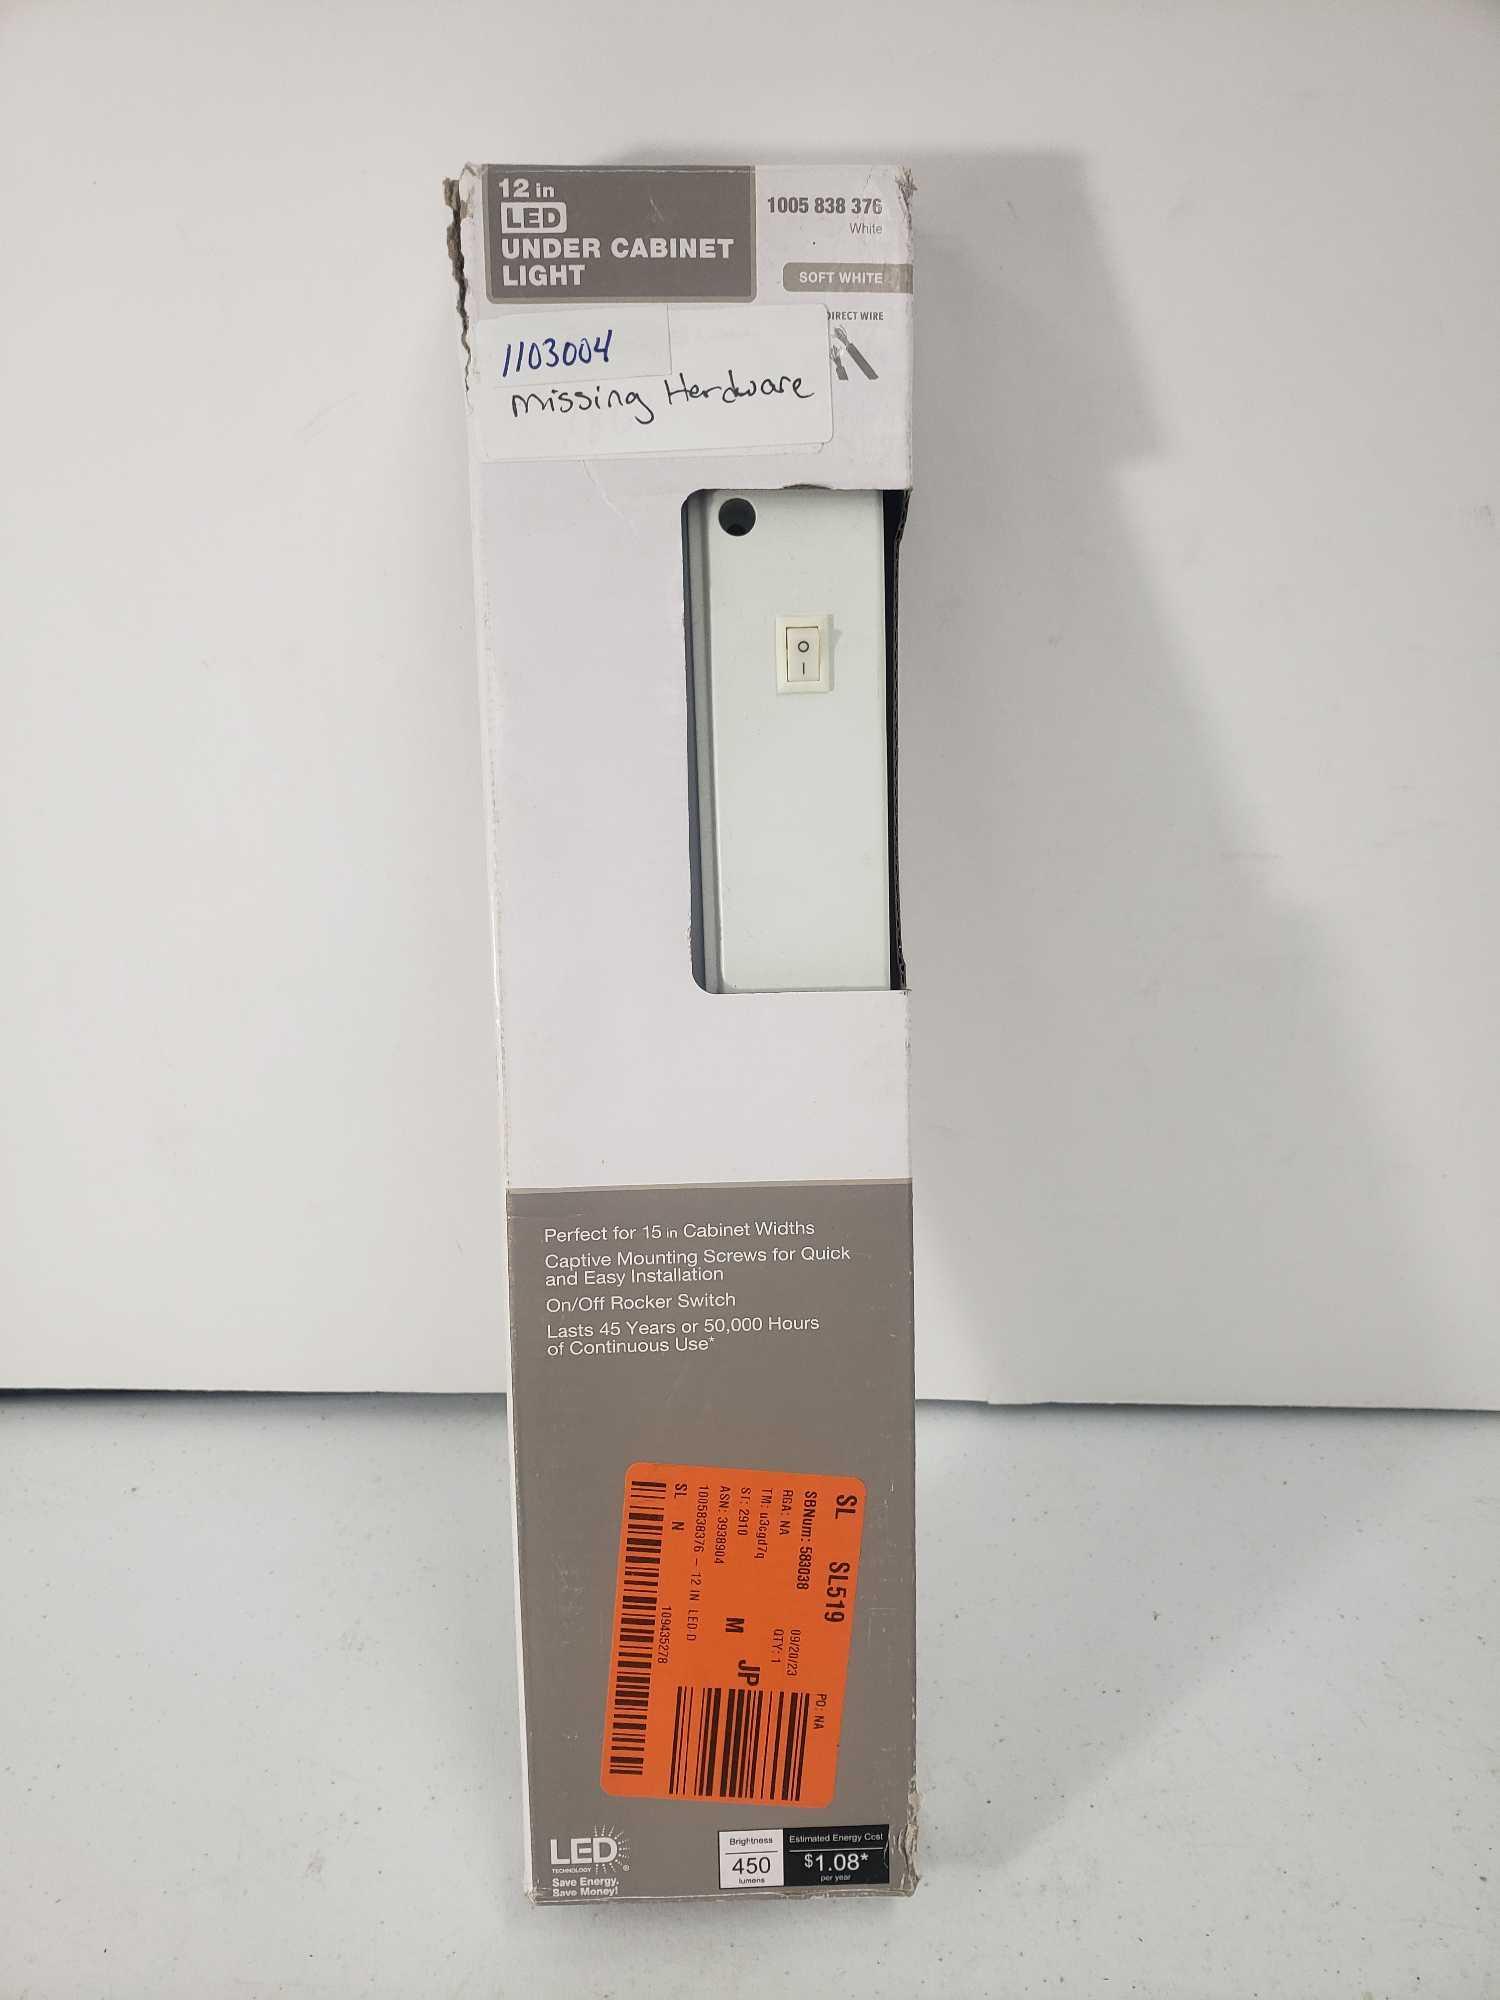 12 in
LED
UNDER CABINET
LIGHT
1005 838 376
White
SOFT WHITE
DIRECT WIRE
1103004
missing Hardware
O
I
Perfect for 15 in Cabinet Widths
Captive Mounting Screws for Quick
and Easy Installation
On/Off Rocker Switch
Lasts 45 Years or 50,000 Hours
of Continuous Use*
SL SL519 PO: NA
SBNum: 583038 09/20/23
RGA: NA QTY: 1
TM: u3cgd7q
ST: 2910 M JP
ASN: 3938904
1005838376 - 12 IN LED D
SL N 109435278
LED
TECHNOLOGY
Save Energy.
Save Money!
Brightness
450
lumens
Estimated Energy Cost
$1.08*
per year